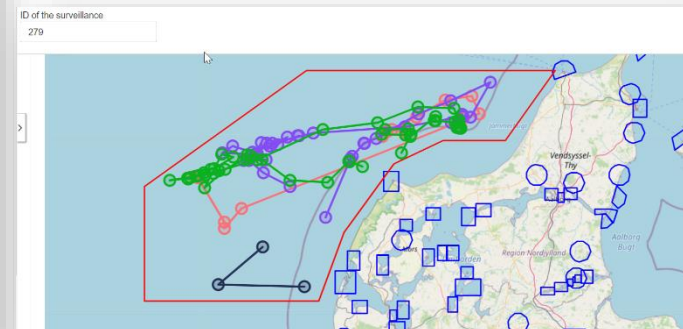 ID of the surveillance
279
Vendsyssel-
Thy
Region Nordjylland
Aalborg
Bugt